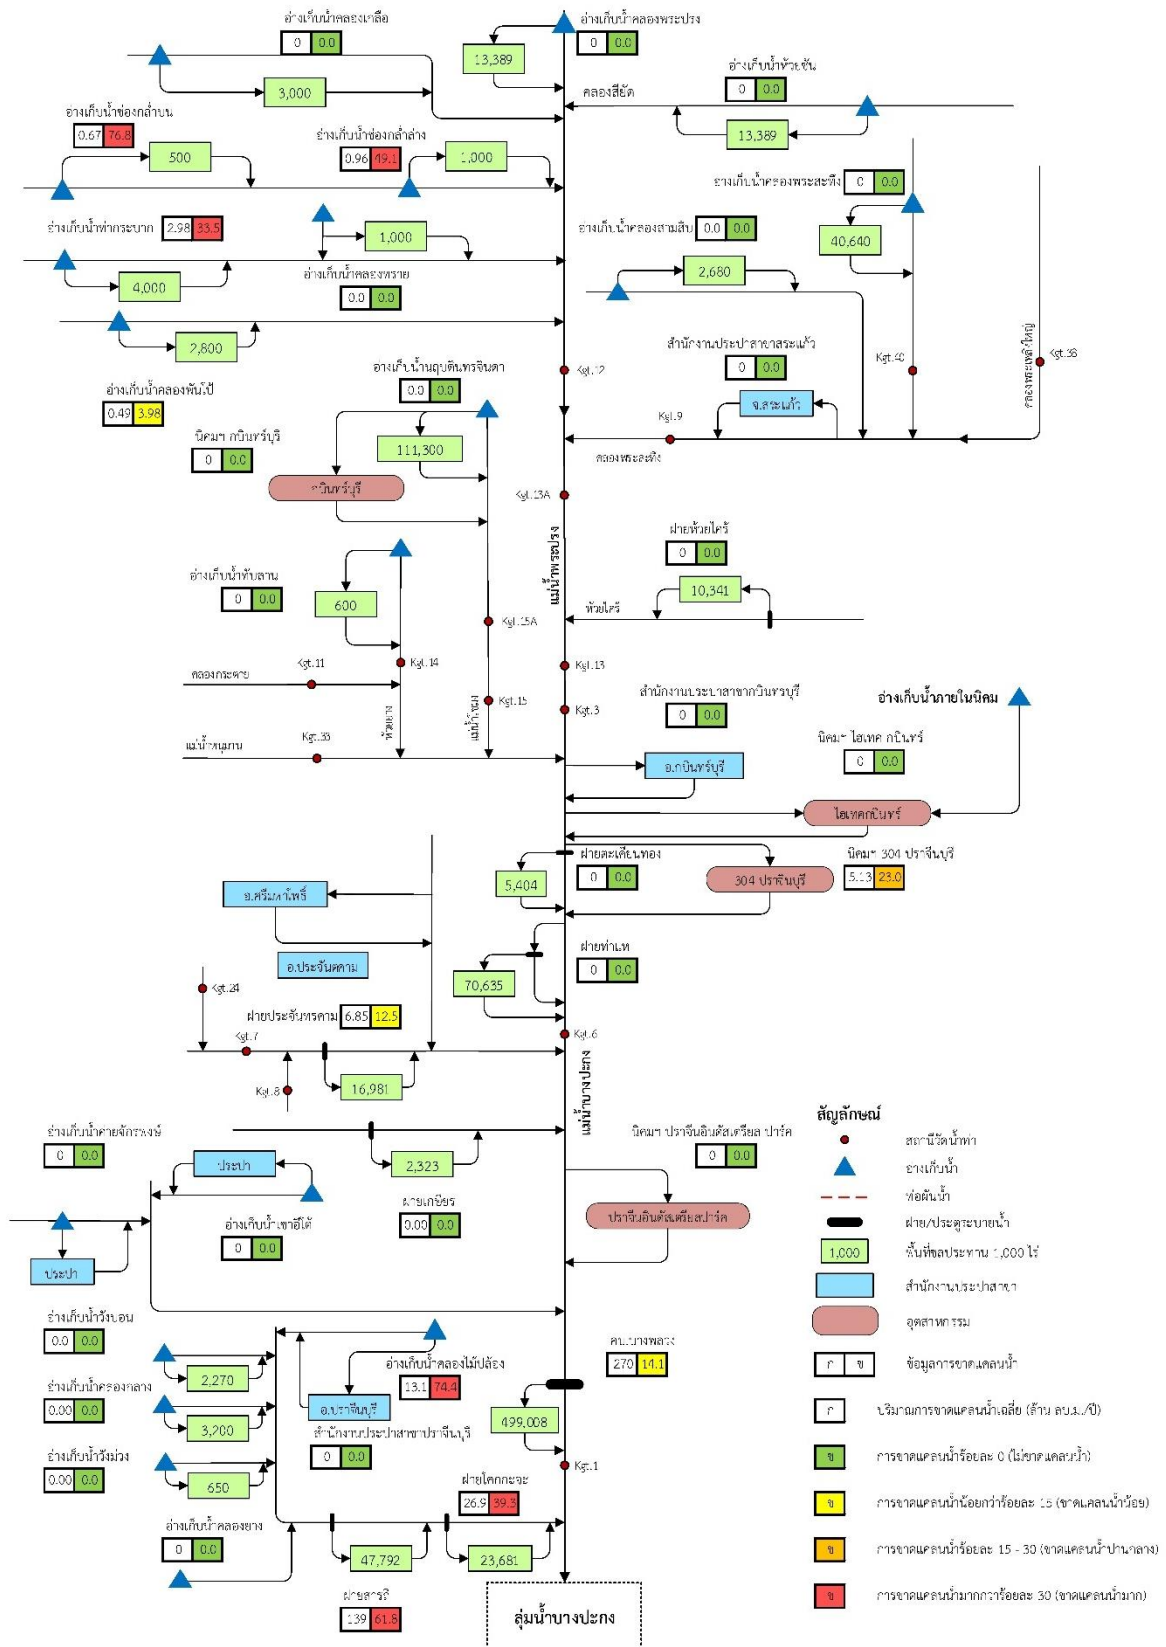 อ่างเก็บน้ำคลองเกลือ
0 0.0
3,000
อ่างเก็บน้ำคลองพระปรง
0 0.0
13,389
คลองสียัด
อ่างเก็บน้ำห้วยชัน
0 0.0
13,389
อ่างเก็บน้ำช่องกล่ำบน
0.67 76.8
500
อ่างเก็บน้ำช่องกล่ำล่าง
0.96 49.1
1,000
อ่างเก็บน้ำคลองพระสะทึง
0 0.0
40,640
อ่างเก็บน้ำท่ากระบาก 2.98 33.5
1,000
4,000
อ่างเก็บน้ำคลองทราย
0.0 0.0
อ่างเก็บน้ำคลองสามสิบ 0.0 0.0
2,680
2,800
อ่างเก็บน้ำคลองพันโป้
0.49 3.98
Kgt.12
สำนักงานประปาสาขาสระแก้ว
0 0.0
จ.สระแก้ว
Kgt.9
Kgt.40
Kgt.38
คลองพระสะทึง
อ่างเก็บน้ำนฤบดินทรจินดา
0.0 0.0
111,300
นิคมฯ กบินทร์บุรี
0 0.0
กบินทร์บุรี
Kgt.13A
แม่น้ำพระปรง
ฝายห้วยไคร้
0 0.0
10,341
ห้วยไคร้
อ่างเก็บน้ำทับลาน
0 0.0
600
Kgt.15A
Kgt.14
Kgt.11
คลองกระตาย
Kgt.15
ห้วยยาง
Kgt.33
แม่น้ำหนุมาน
Kgt.13
Kgt.3
สำนักงานประปาสาขากบินทร์บุรี
0 0.0
อ.กบินทร์บุรี
อ่างเก็บน้ำภายในนิคม
นิคมฯ ไฮเทค กบินทร์
0 0.0
ไฮเทคกบินทร์
ฝายตะเคียนทอง
0 0.0
5,404
304 ปราจีนบุรี
นิคมฯ 304 ปราจีนบุรี
5.13 23.0
อ.ศรีมหาโพธิ์
อ.ประจันตคาม
ฝายท่าแห
0 0.0
70,635
Kgt.24
ฝายประจันตคาม 6.85 12.5
Kgt.7
Kgt.8
16,981
Kgt.6
แม่น้ำบางปะกง
อ่างเก็บน้ำค่ายจักรพงษ์
0 0.0
ประปา
2,323
ฝายเกษียร
0.00 0.0
อ่างเก็บน้ำเขาอีโต้
0 0.0
ประปา
นิคมฯ ปราจีนอินดัสเตรียล ปาร์ค
0 0.0
ปราจีนอินดัสเตรียลปาร์ค
อ่างเก็บน้ำวังบอน
0.0 0.0
2,270
อ่างเก็บน้ำคลองกลาง
0.00 0.0
3,200
อ่างเก็บน้ำวังม่วง
0.00 0.0
650
อ่างเก็บน้ำคลองไม้ปล้อง
13.1 74.4
อ.ปราจีนบุรี
สำนักงานประปาสาขาปราจีนบุรี
0 0.0
คบ.บางพลวง
270 14.1
499,008
Kgt.1
ฝายโคกกะจะ
26.9 39.3
อ่างเก็บน้ำคลองยาง
0 0.0
47,792
23,681
ฝายสารภี
139 61.8
ลุ่มน้ำบางปะกง
สัญลักษณ์
สถานีวัดน้ำท่า
อ่างเก็บน้ำ
ท่อผันน้ำ
ฝาย/ประตูระบายน้ำ
1,000 พื้นที่ชลประทาน 1,000 ไร่
สำนักงานประปาสาขา
อุตสาหกรรม
ก ข ข้อมูลการขาดแคลนน้ำ
ก ปริมาณการขาดแคลนน้ำเฉลี่ย (ล้าน ลบ.ม./ปี)
ข การขาดแคลนน้ำร้อยละ 0 (ไม่ขาดแคลนน้ำ)
ข การขาดแคลนน้ำน้อยกว่าร้อยละ 15 (ขาดแคลนน้ำน้อย)
ข การขาดแคลนน้ำร้อยละ 15 - 30 (ขาดแคลนน้ำปานกลาง)
ข การขาดแคลนน้ำมากกว่าร้อยละ 30 (ขาดแคลนน้ำมาก)